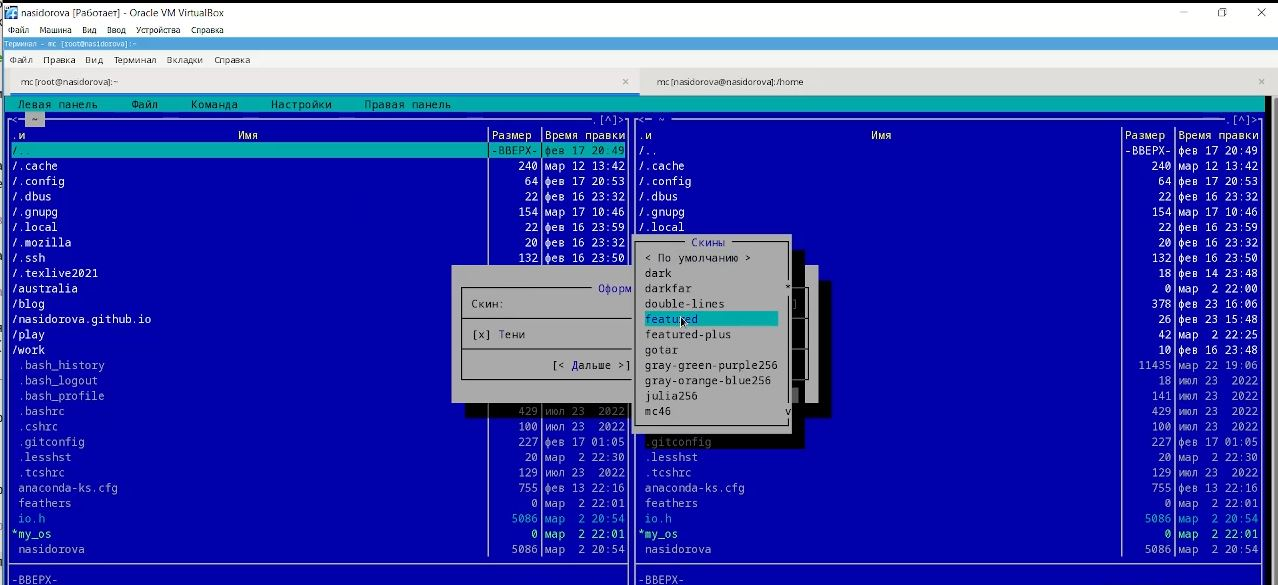 nasidorova [Работает] - Oracle VM VirtualBox
Файл Машина Вид Ввод Устройства Справка
Терминал - mc [root@nasidorova]:~
Файл Правка Вид Терминал Вкладки Справка
mc [root@nasidorova]:~ × mc [nasidorova@nasidorova]:/home ×
Левая панель Файл Команда Настройки Правая панель
<- ~ .[^]> <- ~ .[^]>
.и Имя Размер Время правки .и Имя Размер Время правки
/.. -ВВЕРХ- фев 17 20:49 /.. -ВВЕРХ- фев 17 20:49
/.cache 240 мар 12 13:42 /.cache 240 мар 12 13:42
/.config 64 фев 17 20:53 /.config 64 фев 17 20:53
/.dbus 22 фев 16 23:32 /.dbus 22 фев 16 23:32
/.gnupg 154 мар 17 10:46 /.gnupg 154 мар 17 10:46
/.local 22 фев 16 23:59 /.local 22 фев 16 23:59
/.mozilla 20 фев 16 23:32 Скины 20 фев 16 23:32
/.ssh 132 фев 16 23:50 < По умолчанию > 132 фев 16 23:50
/.texlive2021 dark 18 фев 14 23:48
/australia Оформ darkfar * 0 мар 2 22:00
/blog Скин: double-lines ] 378 фев 23 16:06
/nasidorova.github.io featured 26 фев 23 15:48
/play [x] Тени featured-plus 42 мар 2 22:25
/work gotar 10 фев 16 23:48
.bash_history [< Дальше >] gray-green-purple256 11435 мар 22 19:06
.bash_logout gray-orange-blue256 18 июл 23 2022
.bash_profile julia256 141 июл 23 2022
.bashrc 429 июл 23 2022 mc46 v 429 июл 23 2022
.cshrc 100 июл 23 2022 100 июл 23 2022
.gitconfig 227 фев 17 01:05 .gitconfig 227 фев 17 01:05
.lesshst 20 мар 2 22:30 .lesshst 20 мар 2 22:30
.tcshrc 129 июл 23 2022 .tcshrc 129 июл 23 2022
anaconda-ks.cfg 755 фев 13 22:16 anaconda-ks.cfg 755 фев 13 22:16
feathers 0 мар 2 22:01 feathers 0 мар 2 22:01
io.h 5086 мар 2 20:54 io.h 5086 мар 2 20:54
*my_os 0 мар 2 22:01 *my_os 0 мар 2 22:01
nasidorova 5086 мар 2 20:54 nasidorova 5086 мар 2 20:54
-ВВЕРХ- -ВВЕРХ-